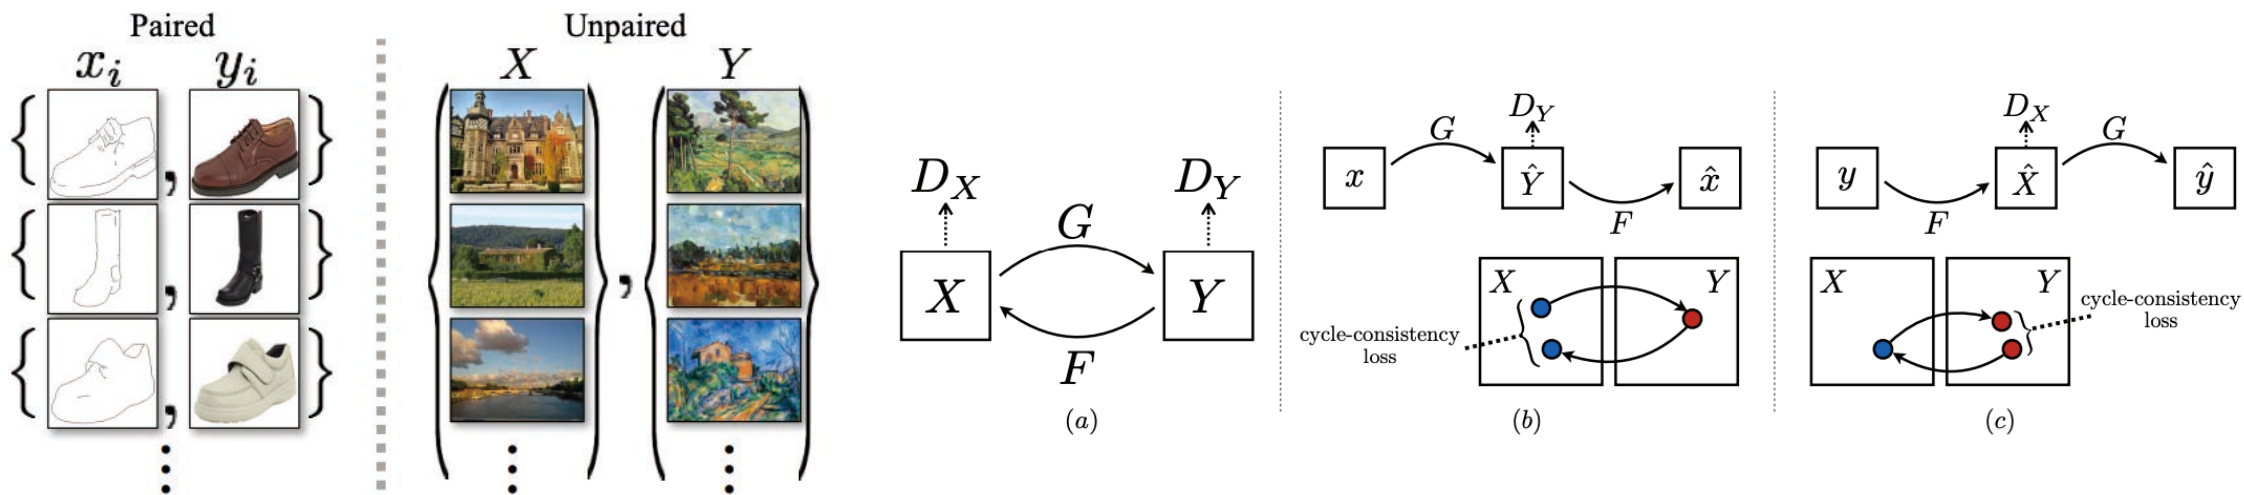 Paired
x_i y_i
{ , }
{ , }
{ , }
Unpaired
X Y
( , )
D_X D_Y
G
X Y
F
(a)
D_Y
G
x Ŷ x̂
F
X Y
cycle-consistency
loss
(b)
D_X
G
y X̂ ŷ
F
X Y
cycle-consistency
loss
(c)